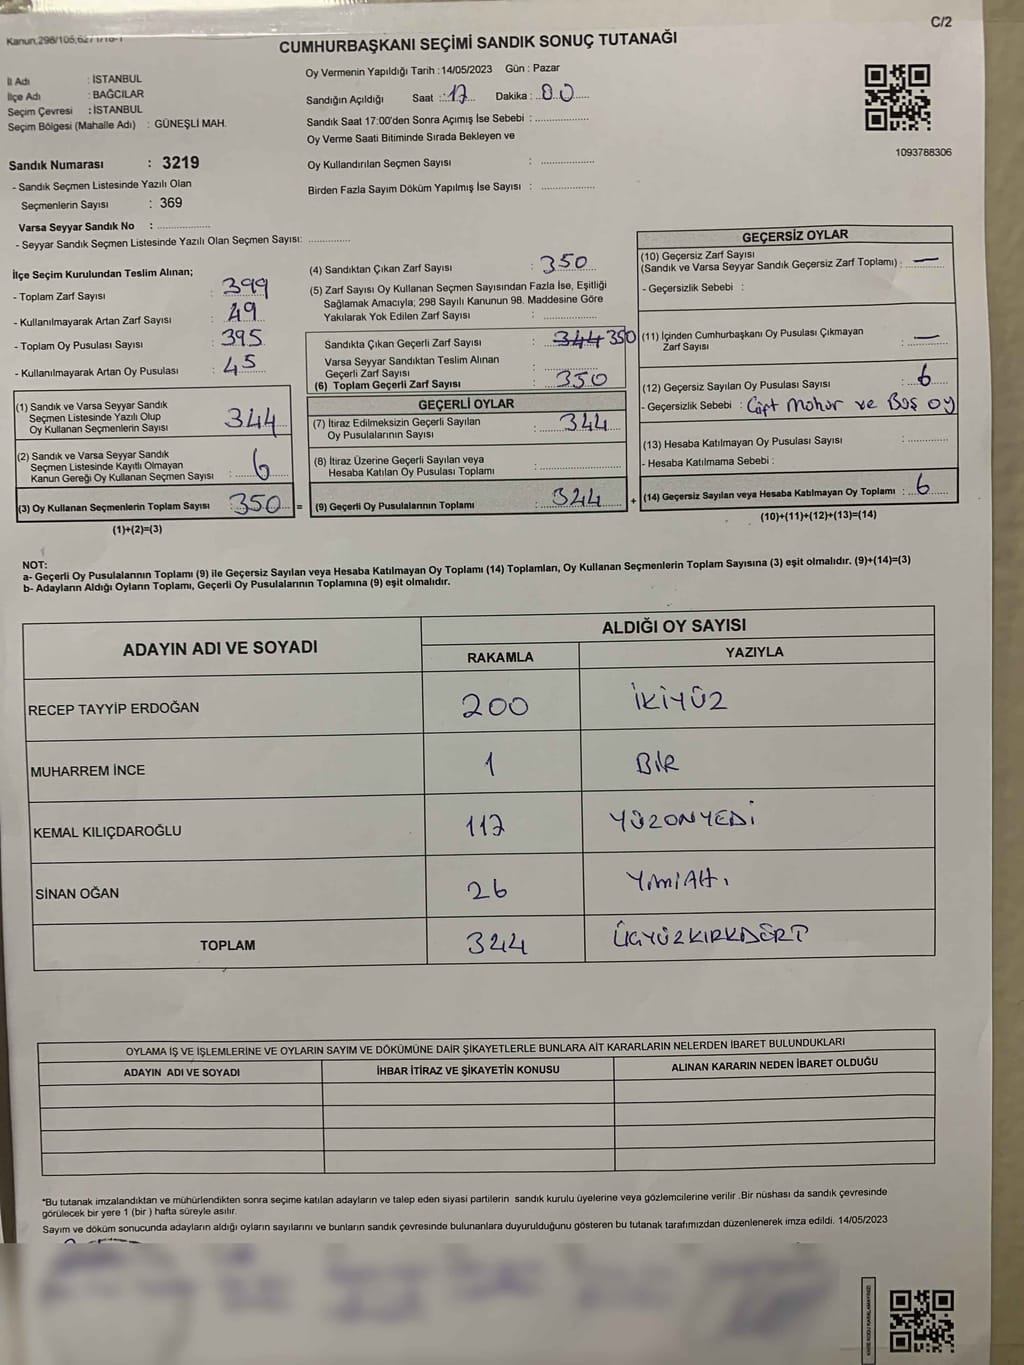 C/2
Kanun,298/105,
CUMHURBAŞKANI SEÇİMİ SANDIK SONUÇ TUTANAĞI
İl Adı : İSTANBUL
İlçe Adı : BAĞCILAR
Seçim Çevresi : İSTANBUL
Seçim Bölgesi (Mahalle Adı) : GÜNEŞLİ MAH.
Oy Vermenin Yapıldığı Tarih :14/05/2023 Gün : Pazar
Sandığın Açıldığı Saat : 17 Dakika : 00
Sandık Saat 17:00'den Sonra Açımış İse Sebebi :
Oy Verme Saati Bitiminde Sırada Bekleyen ve
Oy Kullandırılan Seçmen Sayısı :
Birden Fazla Sayım Döküm Yapılmış İse Sayısı :
1093788306
Sandık Numarası : 3219
- Sandık Seçmen Listesinde Yazılı Olan
Seçmenlerin Sayısı : 369
Varsa Seyyar Sandık No :
- Seyyar Sandık Seçmen Listesinde Yazılı Olan Seçmen Sayısı:
İlçe Seçim Kurulundan Teslim Alınan;
- Toplam Zarf Sayısı : 399
- Kullanılmayarak Artan Zarf Sayısı : 49
- Toplam Oy Pusulası Sayısı : 395
- Kullanılmayarak Artan Oy Pusulası : 45
(1) Sandık ve Varsa Seyyar Sandık
Seçmen Listesinde Yazılı Olup
Oy Kullanan Seçmenlerin Sayısı 344
(2) Sandık ve Varsa Seyyar Sandık
Seçmen Listesinde Kayıtlı Olmayan
Kanun Gereği Oy Kullanan Seçmen Sayısı : 6
(3) Oy Kullanan Seçmenlerin Toplam Sayısı : 350 =
(1)+(2)=(3)
(4) Sandıktan Çıkan Zarf Sayısı : 350
(5) Zarf Sayısı Oy Kullanan Seçmen Sayısından Fazla İse, Eşitliği
Sağlamak Amacıyla; 298 Sayılı Kanunun 98. Maddesine Göre
Yakılarak Yok Edilen Zarf Sayısı :
Sandıkta Çıkan Geçerli Zarf Sayısı : 344 350
Varsa Seyyar Sandıktan Teslim Alınan
Geçerli Zarf Sayısı :
(6) Toplam Geçerli Zarf Sayısı : 350
GEÇERLİ OYLAR
(7) İtiraz Edilmeksizin Geçerli Sayılan
Oy Pusulalarının Sayısı : 344
(8) İtiraz Üzerine Geçerli Sayılan veya
Hesaba Katılan Oy Pusulası Toplamı :
(9) Geçerli Oy Pusulalarının Toplamı : 344 +
GEÇERSİZ OYLAR
(10) Geçersiz Zarf Sayısı
(Sandık ve Varsa Seyyar Sandık Geçersiz Zarf Toplamı) : —
- Geçersizlik Sebebi :
(11) İçinden Cumhurbaşkanı Oy Pusulası Çıkmayan
Zarf Sayısı : —
(12) Geçersiz Sayılan Oy Pusulası Sayısı : 6
- Geçersizlik Sebebi : Çift Mohur ve Boş oy
(13) Hesaba Katılmayan Oy Pusulası Sayısı :
- Hesaba Katılmama Sebebi :
(14) Geçersiz Sayılan veya Hesaba Katılmayan Oy Toplamı : 6
(10)+(11)+(12)+(13)=(14)
NOT:
a- Geçerli Oy Pusulalarının Toplamı (9) ile Geçersiz Sayılan veya Hesaba Katılmayan Oy Toplamı (14) Toplamları, Oy Kullanan Seçmenlerin Toplam Sayısına (3) eşit olmalıdır. (9)+(14)=(3)
b- Adayların Aldığı Oyların Toplamı, Geçerli Oy Pusulalarının Toplamına (9) eşit olmalıdır.
ADAYIN ADI VE SOYADI ALDIĞI OY SAYISI
RAKAMLA YAZIYLA
RECEP TAYYİP ERDOĞAN 200 İKİYÜZ
MUHARREM İNCE 1 BİR
KEMAL KILIÇDAROĞLU 117 YÜZONYEDİ
SİNAN OĞAN 26
TOPLAM 344 ÜÇYÜZKIRKDÖRT
OYLAMA İŞ VE İŞLEMLERİNE VE OYLARIN SAYIM VE DÖKÜMÜNE DAİR ŞİKAYETLERLE BUNLARA AİT KARARLARIN NELERDEN İBARET BULUNDUKLARI
ADAYIN ADI VE SOYADI İHBAR İTİRAZ VE ŞİKAYETİN KONUSU ALINAN KARARIN NEDEN İBARET OLDUĞU
*Bu tutanak imzalandıktan ve mühürlendikten sonra seçime katılan adayların ve talep eden siyasi partilerin sandık kurulu üyelerine veya gözlemcilerine verilir .Bir nüshası da sandık çevresinde
görülecek bir yere 1 (bir ) hafta süreyle asılır.
Sayım ve döküm sonucunda adayların aldığı oyların sayılarını ve bunların sandık çevresinde bulunanlara duyurulduğunu gösteren bu tutanak tarafımızdan düzenlenerek imza edildi. 14/05/2023